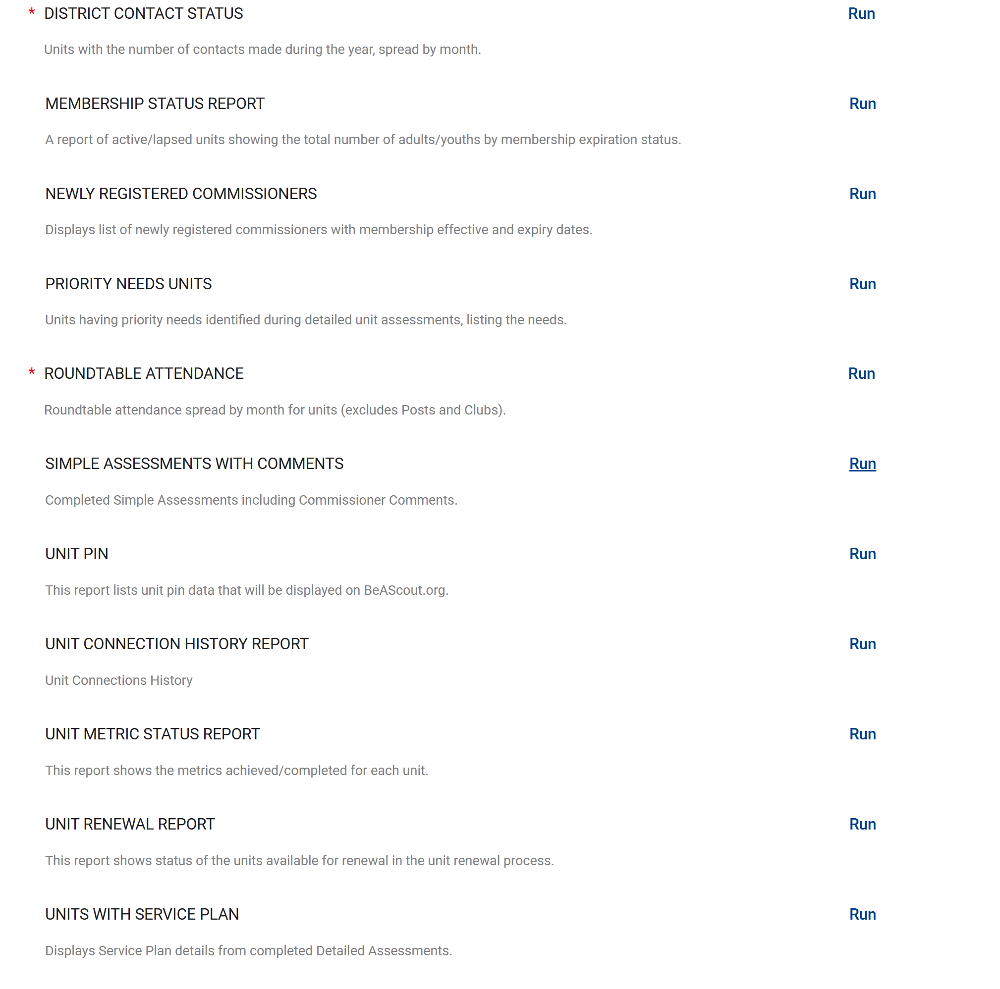 * DISTRICT CONTACT STATUS Run
Units with the number of contacts made during the year, spread by month.
MEMBERSHIP STATUS REPORT Run
A report of active/lapsed units showing the total number of adults/youths by membership expiration status.
NEWLY REGISTERED COMMISSIONERS Run
Displays list of newly registered commissioners with membership effective and expiry dates.
PRIORITY NEEDS UNITS Run
Units having priority needs identified during detailed unit assessments, listing the needs.
* ROUNDTABLE ATTENDANCE Run
Roundtable attendance spread by month for units (excludes Posts and Clubs).
SIMPLE ASSESSMENTS WITH COMMENTS Run
Completed Simple Assessments including Commissioner Comments.
UNIT PIN Run
This report lists unit pin data that will be displayed on BeAScout.org.
UNIT CONNECTION HISTORY REPORT Run
Unit Connections History
UNIT METRIC STATUS REPORT Run
This report shows the metrics achieved/completed for each unit.
UNIT RENEWAL REPORT Run
This report shows status of the units available for renewal in the unit renewal process.
UNITS WITH SERVICE PLAN Run
Displays Service Plan details from completed Detailed Assessments.